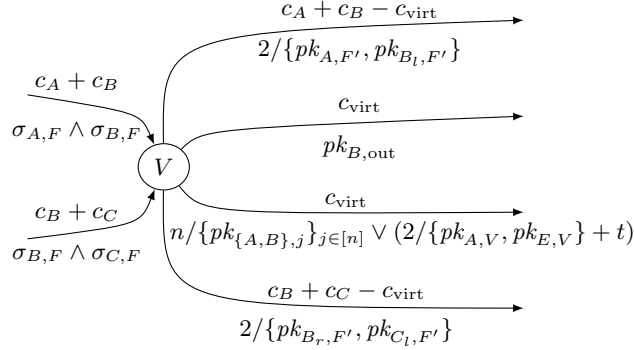 c_A + c_B − c_virt
2/{pk_{A,F′}, pk_{B_l,F′}}
c_A + c_B
σ_{A,F} ∧ σ_{B,F}
c_virt
pk_{B,out}
V
c_virt
c_B + c_C
n/{pk_{{A,B},j}}_{j∈[n]} ∨ (2/{pk_{A,V}, pk_{E,V}} + t)
σ_{B,F} ∧ σ_{C,F}
c_B + c_C − c_virt
2/{pk_{B_r,F′}, pk_{C_l,F′}}